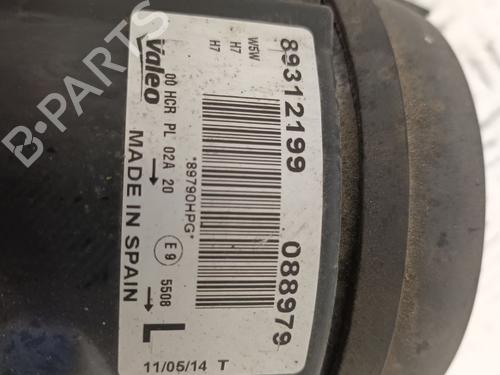 89312199 088979
W5W
H7
H7
*89790HPG*
Valeo
00 HCR PL 02A 20
E9 5508
MADE IN SPAIN
L
11/05/14 T
B-PARTS